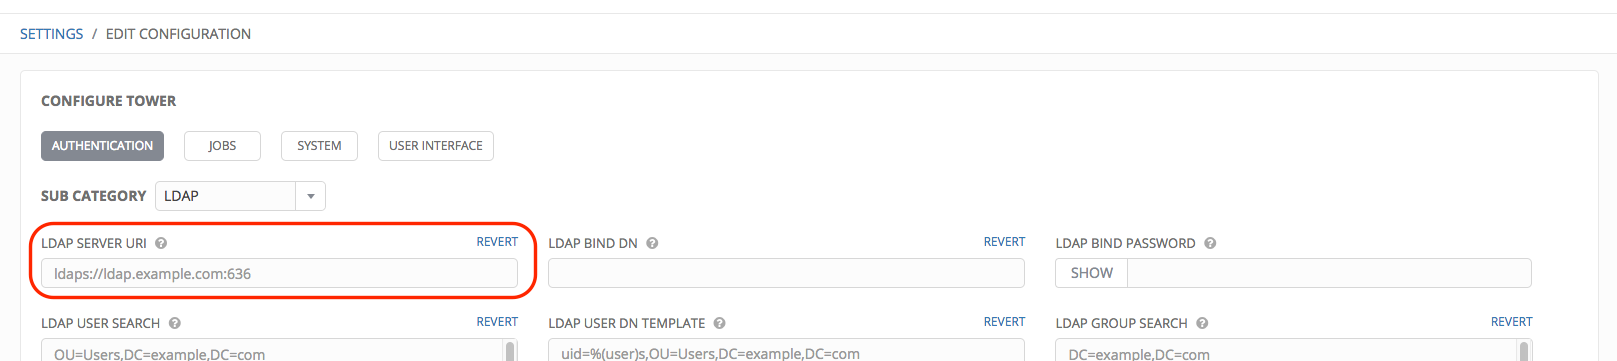 SETTINGS / EDIT CONFIGURATION
CONFIGURE TOWER
AUTHENTICATION JOBS SYSTEM USER INTERFACE
SUB CATEGORY LDAP
LDAP SERVER URI ? REVERT LDAP BIND DN ? REVERT LDAP BIND PASSWORD ?
ldaps://ldap.example.com:636 SHOW
LDAP USER SEARCH ? REVERT LDAP USER DN TEMPLATE ? REVERT LDAP GROUP SEARCH ? REVERT
OU=Users,DC=example,DC=com uid=%(user)s,OU=Users,DC=example,DC=com DC=example,DC=com